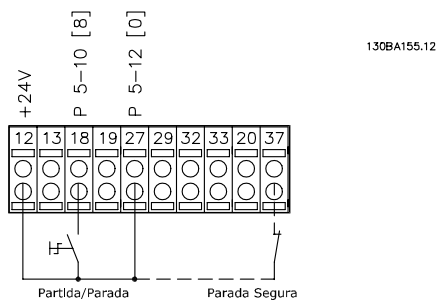 130BA155.12
+24V
P 5-10 [8]
P 5-12 [0]
12 13 18 19 27 29 32 33 20 37
Partida/Parada
Parada Segura